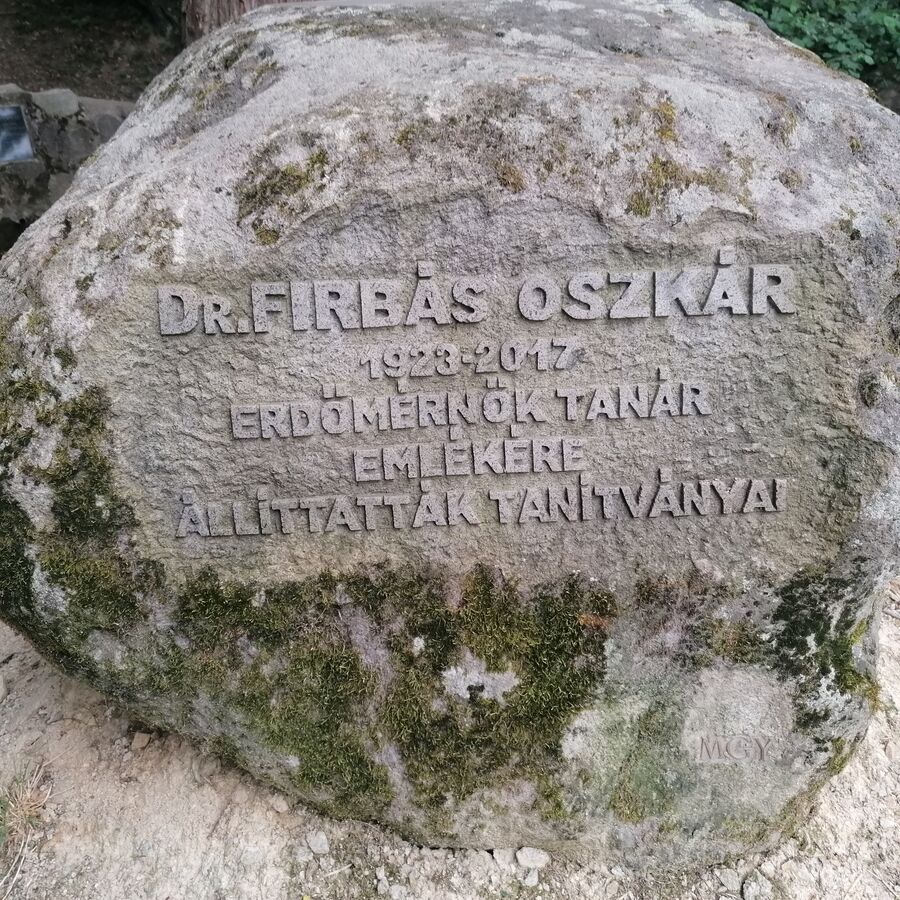 DR. FIRBÁS OSZKÁR
1923-2017
ERDŐMÉRNÖK TANÁR
EMLÉKÉRE
ÁLLÍTTATTÁK TANÍTVÁNYAI
MGY